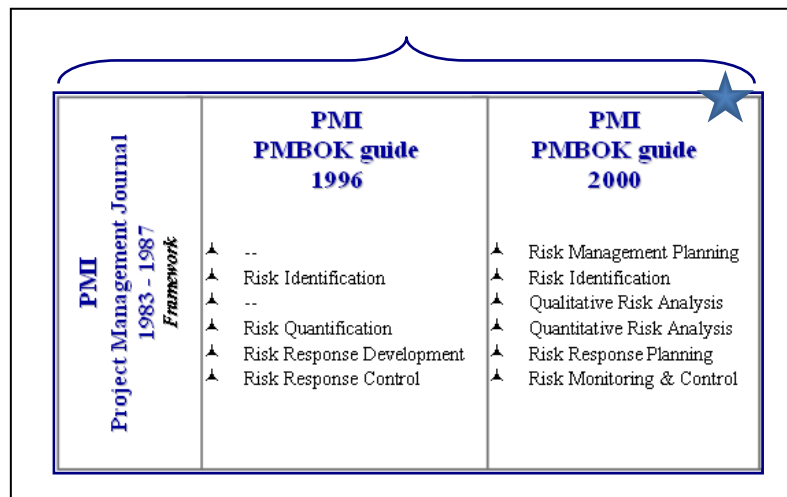 PMI
Project Management Journal
1983 - 1987
Framework
PMI
PMBOK guide
1996
--
Risk Identification
--
Risk Quantification
Risk Response Development
Risk Response Control
PMI
PMBOK guide
2000
Risk Management Planning
Risk Identification
Qualitative Risk Analysis
Quantitative Risk Analysis
Risk Response Planning
Risk Monitoring & Control